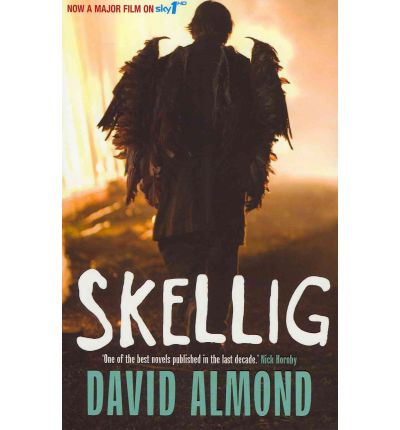 NOW A MAJOR FILM ON sky1HD
SKELLIG
'One of the best novels published in the last decade.' Nick Hornby
DAVID ALMOND